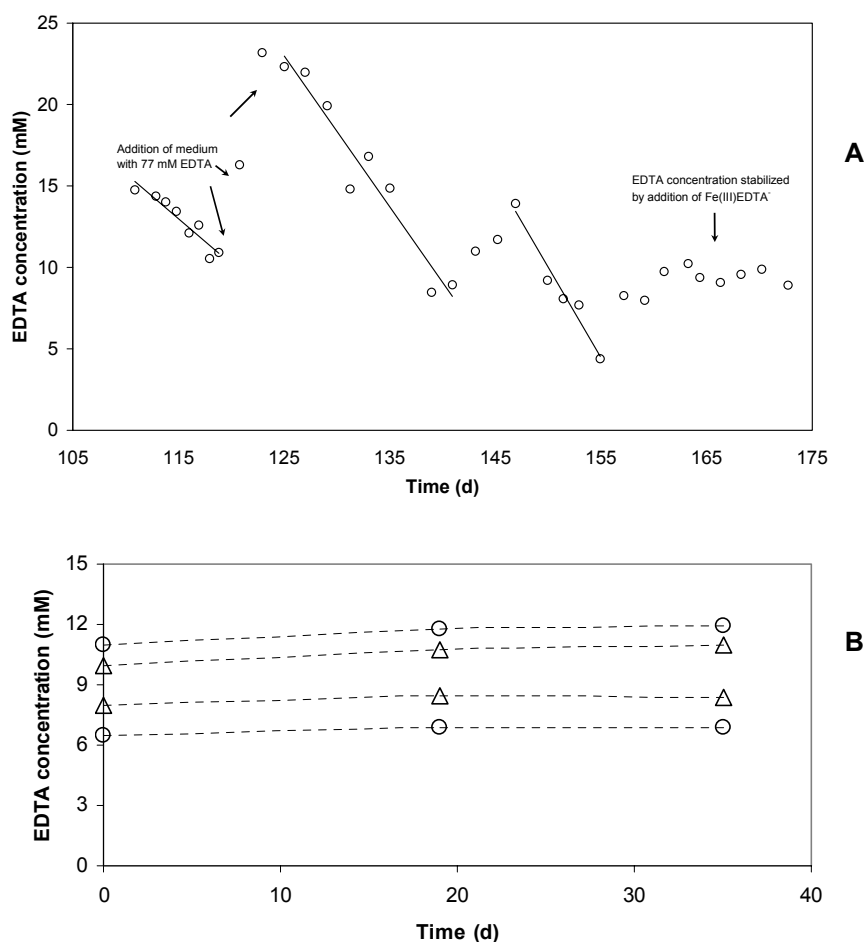 25
20
15
10
5
0
EDTA concentration (mM)
Addition of medium
with 77 mM EDTA
EDTA concentration stabilized
by addition of Fe(III)EDTA-
A
105 115 125 135 145 155 165 175
Time (d)
15
12
9
6
3
0
EDTA concentration (mM)
B
0 10 20 30 40
Time (d)